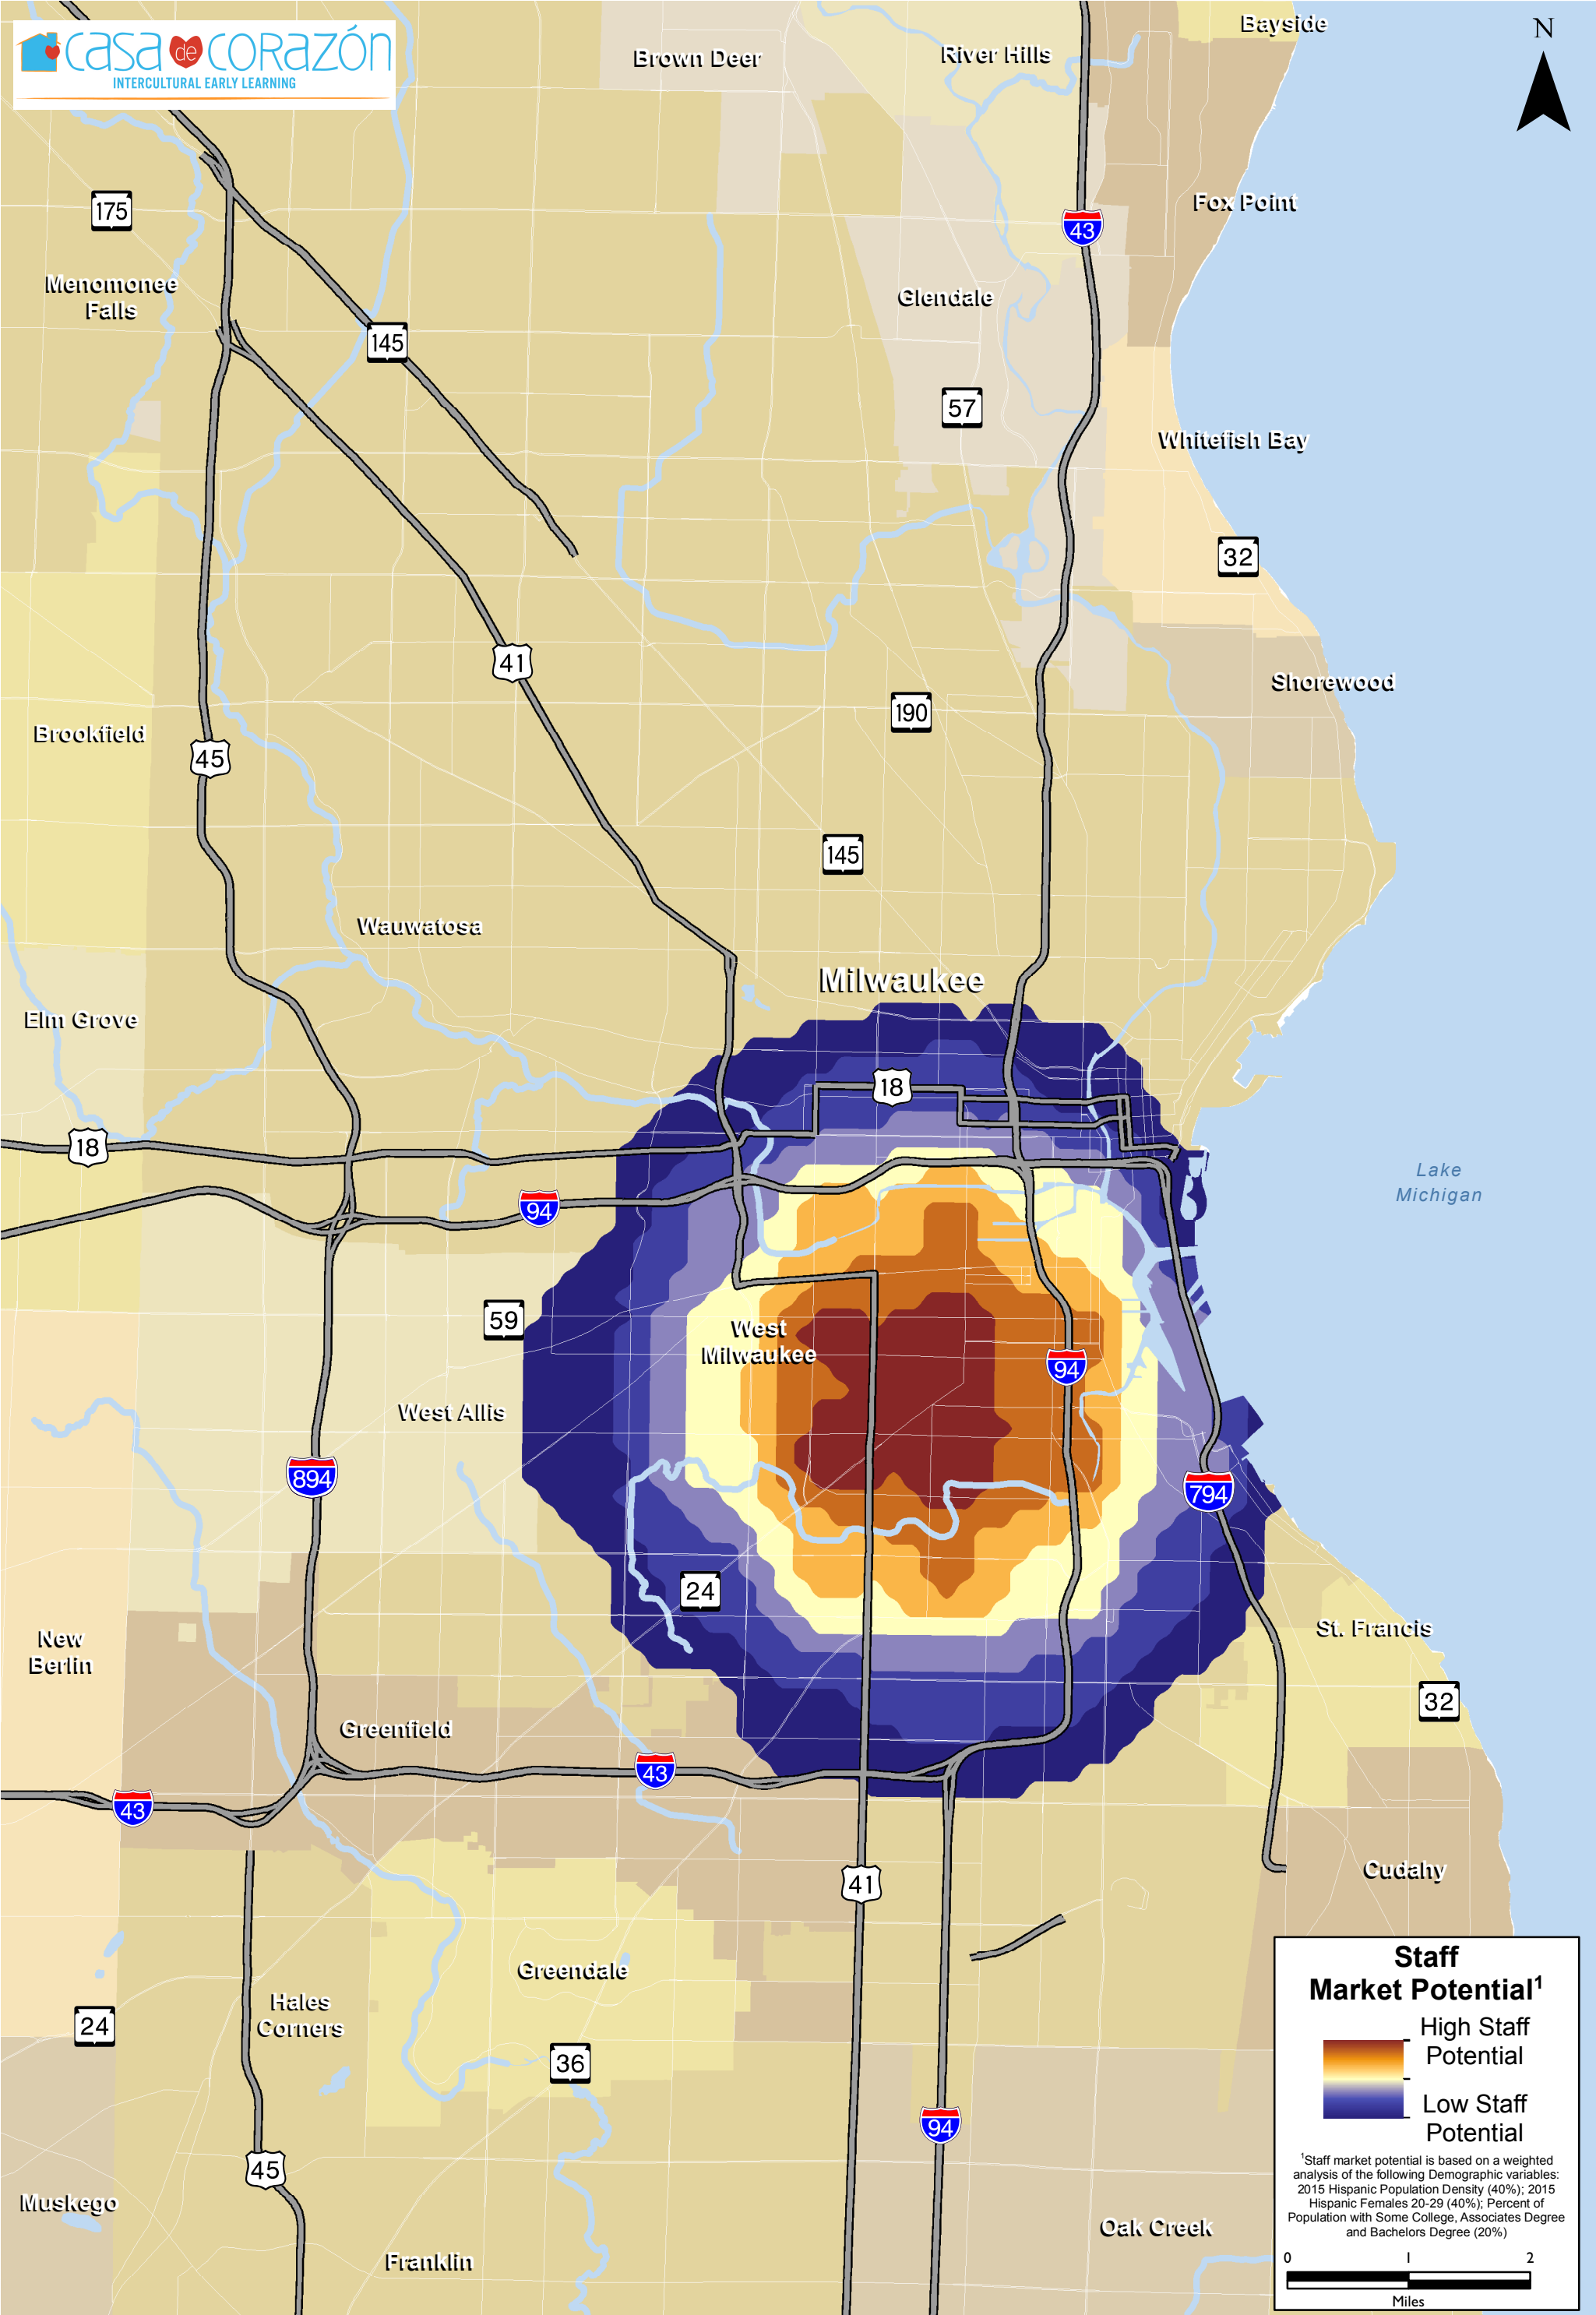 CASA de CORAZÓN
INTERCULTURAL EARLY LEARNING
Bayside
N
Brown Deer
River Hills
175
Fox Point
43
Menomonee
Falls
Glendale
145
57
Whitefish Bay
32
41
Shorewood
190
Brookfield
45
145
Wauwatosa
Milwaukee
Elm Grove
18
18
Lake
Michigan
94
59
West
Milwaukee
94
West Allis
894
794
24
New
Berlin
St. Francis
32
Greenfield
43
43
Cudahy
41
Greendale
Hales
Corners
24
36
94
45
Muskego
Oak Creek
Franklin
Staff
Market Potential¹
High Staff
Potential
Low Staff
Potential
¹Staff market potential is based on a weighted
analysis of the following Demographic variables:
2015 Hispanic Population Density (40%); 2015
Hispanic Females 20-29 (40%); Percent of
Population with Some College, Associates Degree
and Bachelors Degree (20%)
0 1 2
Miles